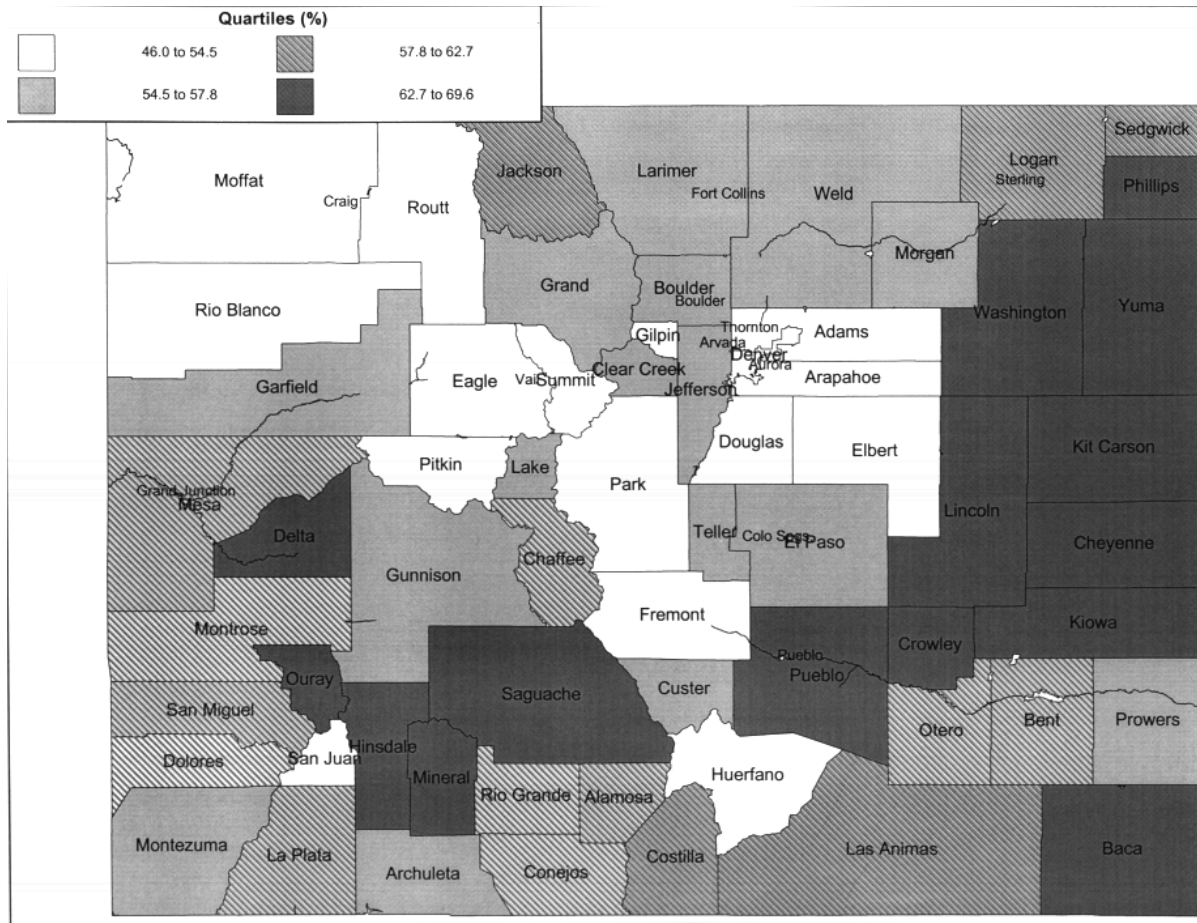 Quartiles (%)
46.0 to 54.5
57.8 to 62.7
54.5 to 57.8
62.7 to 69.6
Sedgwick
Logan
Jackson
Larimer
Sterling
Moffat
Fort Collins
Weld
Phillips
Craig
Routt
Morgan
Grand
Boulder
Boulder
Rio Blanco
Washington
Yuma
Thornton
Gilpin
Adams
Arvada
Denver
Aurora
Clear Creek
Eagle
Vail
Summit
Arapahoe
Garfield
Jefferson
Douglas
Elbert
Kit Carson
Pitkin
Lake
Park
Grand Junction
Mesa
Lincoln
Teller
Colo Spgs
El Paso
Delta
Cheyenne
Chaffee
Gunnison
Fremont
Montrose
Kiowa
Crowley
Pueblo
Pueblo
Ouray
Saguache
Custer
San Miguel
Otero
Bent
Prowers
Hinsdale
San Juan
Dolores
Mineral
Huerfano
Rio Grande
Alamosa
Montezuma
La Plata
Costilla
Las Animas
Baca
Archuleta
Conejos